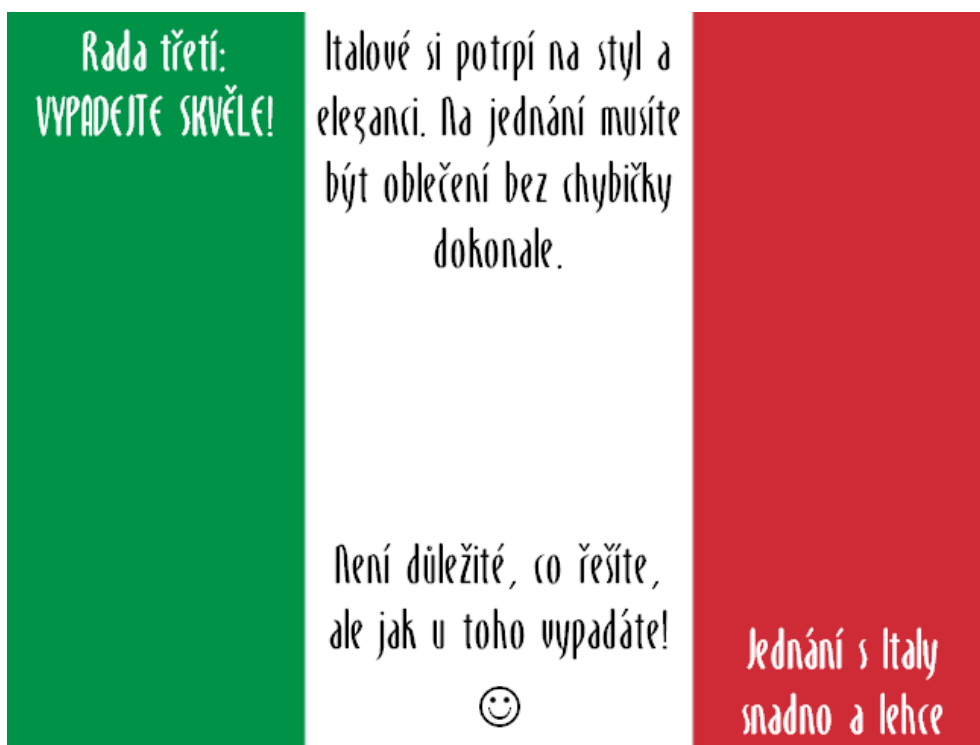 Rada třetí:
VYPADEJTE SKVĚLE!
Italové si potrpí na styl a
eleganci. Na jednání musíte
být oblečení bez chybičky
dokonale.
Není důležité, co řešíte,
ale jak u toho vypadáte!
Jednání s Italy
snadno a lehce